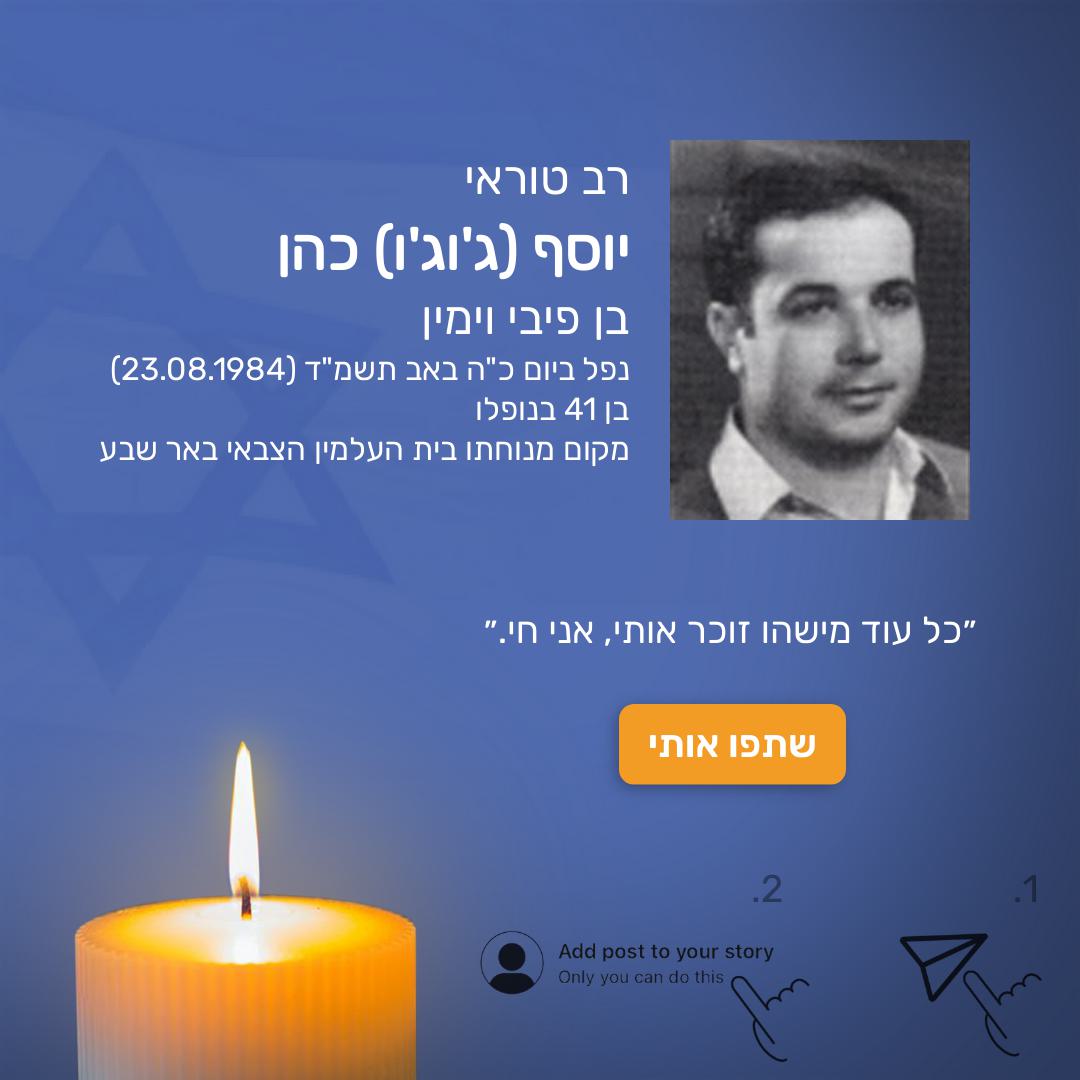 רב טוראי
יוסף (ג'וג'ו) כהן
בן פיבי וימין
נפל ביום כ"ה באב תשמ"ד (23.08.1984)
בן 41 בנופלו
מקום מנוחתו בית העלמין הצבאי באר שבע
״כל עוד מישהו זוכר אותי, אני חי.״
שתפו אותי
1.
2.
Add post to your story
Only you can do this